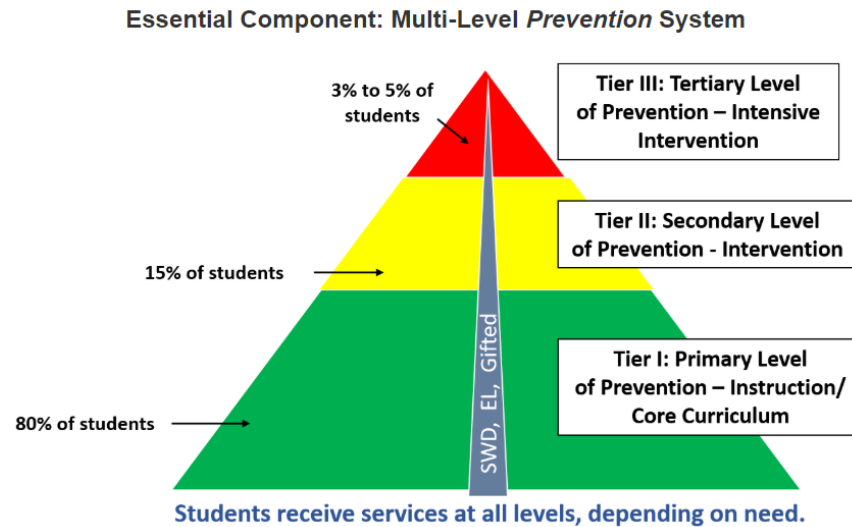 Essential Component: Multi-Level Prevention System
3% to 5% of
students
Tier III: Tertiary Level
of Prevention – Intensive
Intervention
15% of students
Tier II: Secondary Level
of Prevention - Intervention
80% of students
Tier I: Primary Level
of Prevention – Instruction/
Core Curriculum
SWD, EL, Gifted
Students receive services at all levels, depending on need.